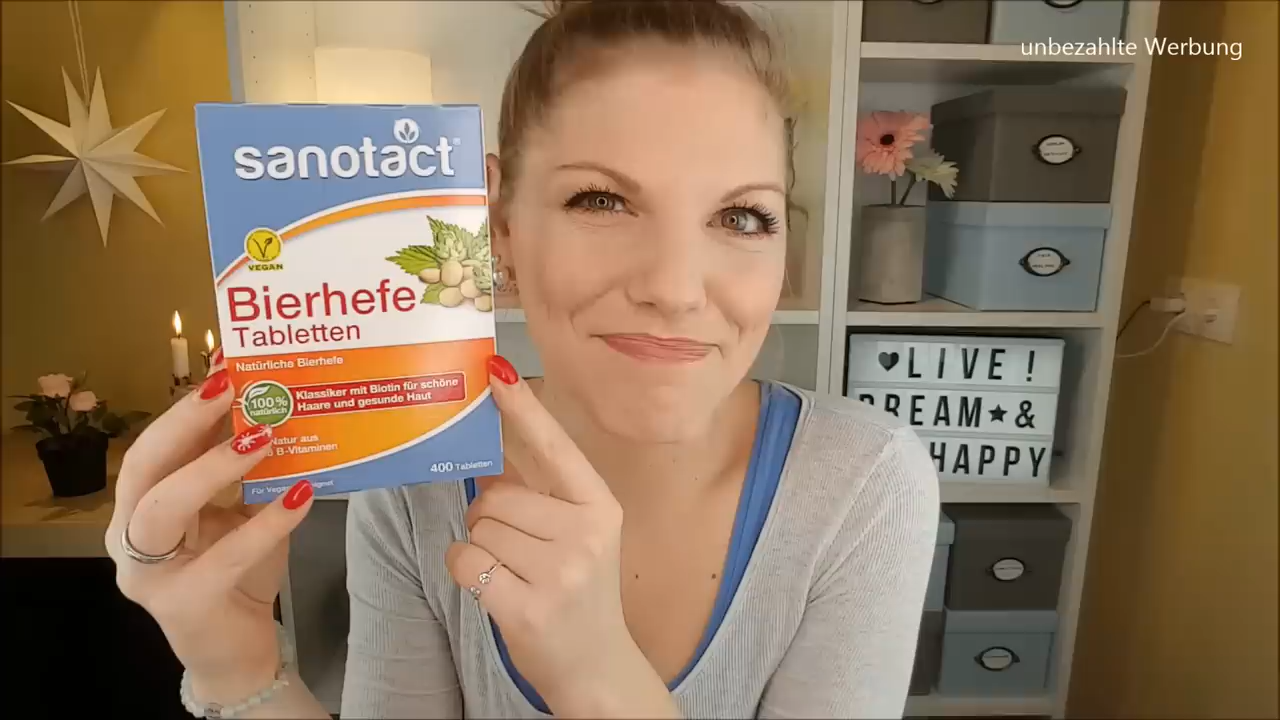 unbezahlte Werbung
sanotact
VEGAN
Bierhefe
Tabletten
Natürliche Bierhefe
100%
natürlich
Klassiker mit Biotin für schöne
Haare und gesunde Haut
Natur aus
B-Vitaminen
400 Tabletten
Für
LIVE!
DREAM★&
HAPPY